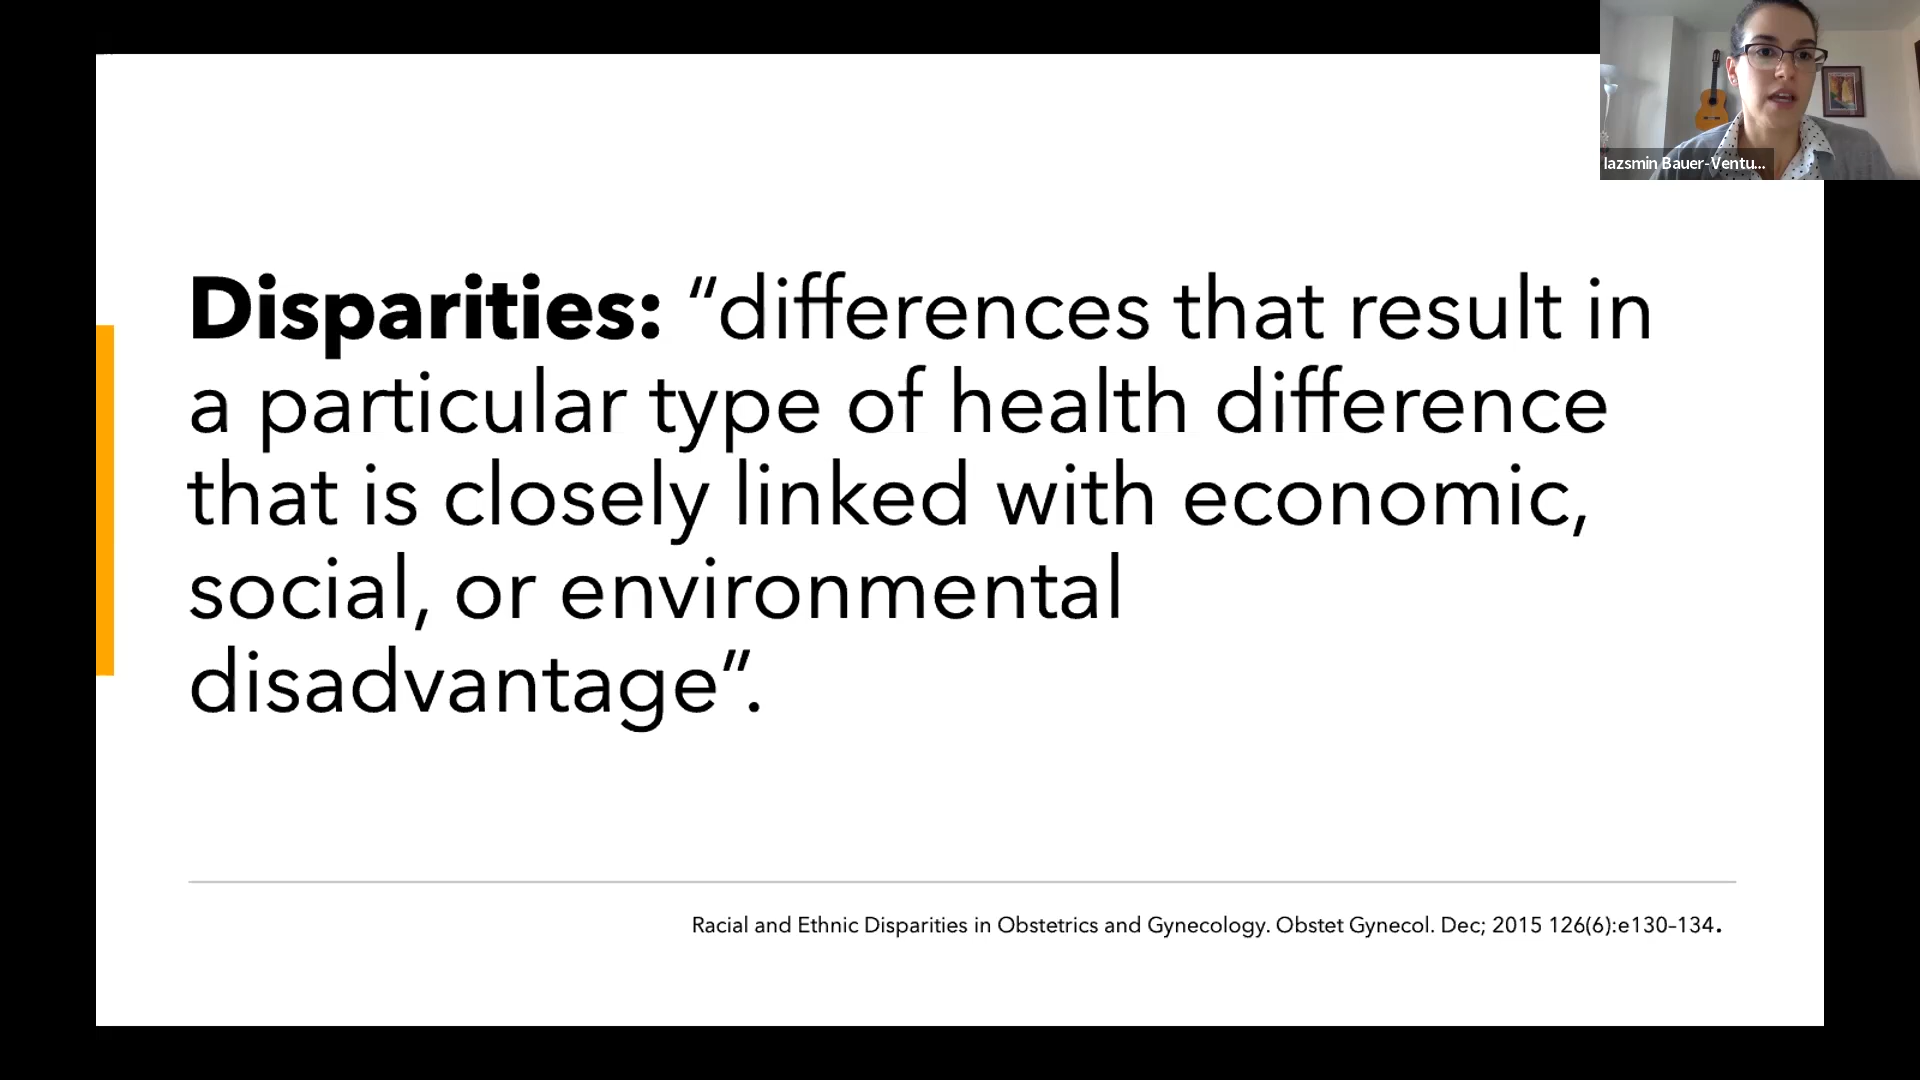 Iazsmin Bauer-Ventu...
Disparities: “differences that result in
a particular type of health difference
that is closely linked with economic,
social, or environmental
disadvantage”.
Racial and Ethnic Disparities in Obstetrics and Gynecology. Obstet Gynecol. Dec; 2015 126(6):e130–134.